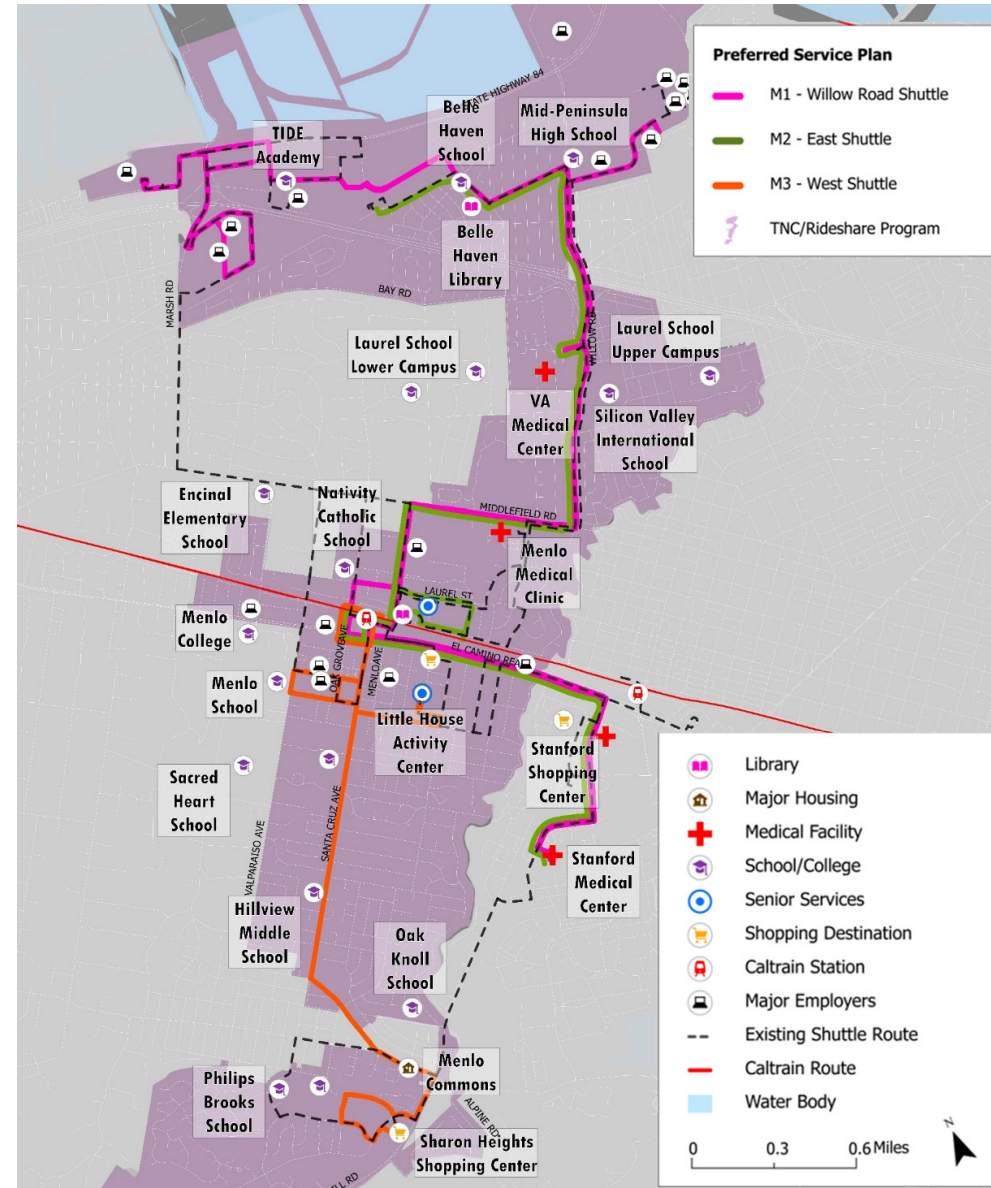 Preferred Service Plan
M1 - Willow Road Shuttle
M2 - East Shuttle
M3 - West Shuttle
TNC/Rideshare Program
STATE HIGHWAY 84
Belle
Haven
School
Mid-Peninsula
High School
TIDE
Academy
Belle
Haven
Library
MARSH RD
BAY RD
WILLOW RD
Laurel School
Lower Campus
Laurel School
Upper Campus
VA
Medical
Center
Silicon Valley
International
School
Encinal
Elementary
School
Nativity
Catholic
School
MIDDLEFIELD RD
Menlo
Medical
Clinic
LAUREL ST
Menlo
College
OAK GROVE AVE
MENLO AVE
EL CAMINO REAL
Menlo
School
Little House
Activity
Center
Stanford
Shopping
Center
Sacred
Heart
School
VALPARAISO AVE
SANTA CRUZ AVE
Stanford
Medical
Center
Hillview
Middle
School
Oak
Knoll
School
Menlo
Commons
Philips
Brooks
School
ALPINE RD
Sharon Heights
Shopping Center
ILL RD
Library
Major Housing
Medical Facility
School/College
Senior Services
Shopping Destination
Caltrain Station
Major Employers
Existing Shuttle Route
Caltrain Route
Water Body
N
0 0.3 0.6 Miles